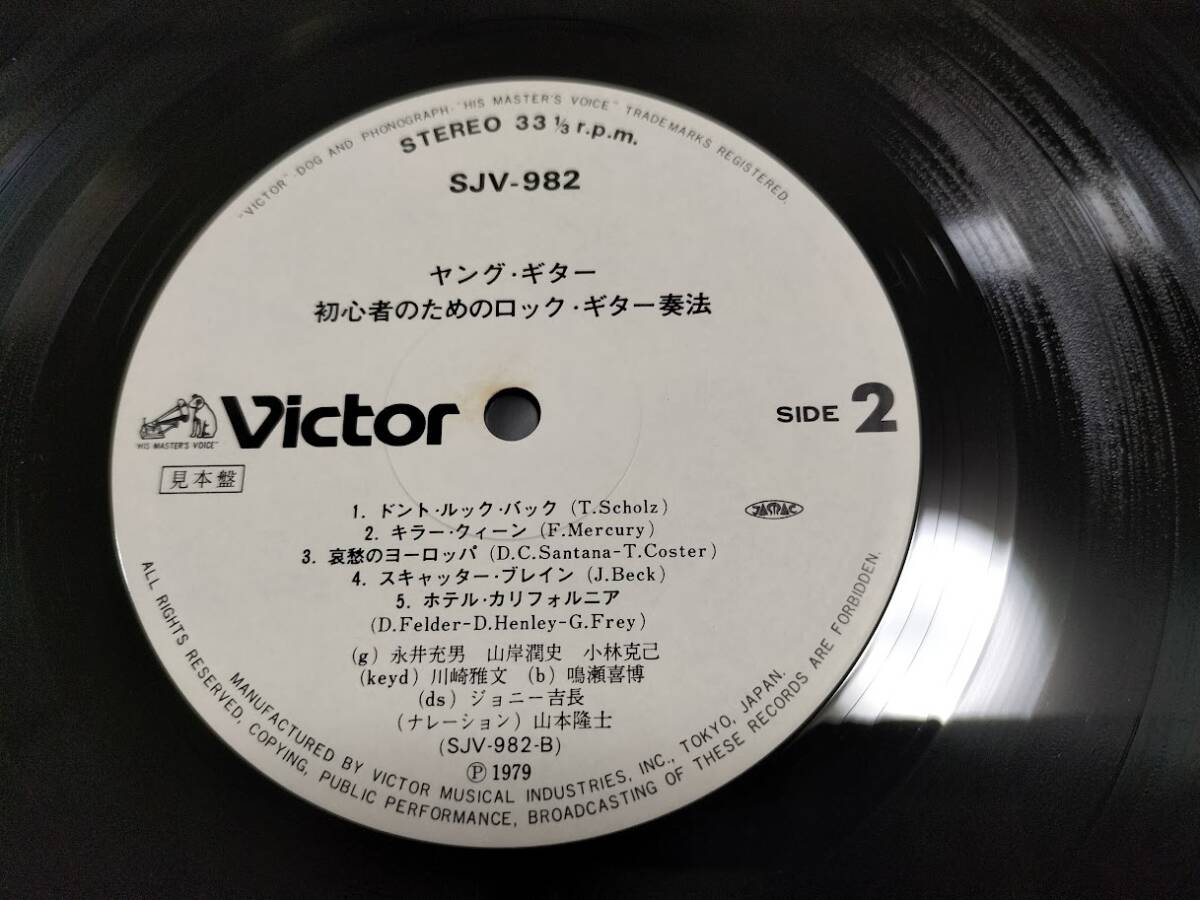 "VICTOR"-DOG AND PHONOGRAPH-"HIS MASTER'S VOICE" TRADEMARKS REGISTERED.
STEREO 33 1/3 r.p.m.
SJV-982
ヤング・ギター
初心者のためのロック・ギター奏法
Victor
"HIS MASTER'S VOICE"
SIDE 2
見本盤
JASRAC
1. ドント・ルック・バック (T.Scholz)
2. キラー・クィーン (F.Mercury)
3. 哀愁のヨーロッパ (D.C.Santana-T.Coster)
4. スキャッター・ブレイン (J.Beck)
5. ホテル・カリフォルニア
(D.Felder-D.Henley-G.Frey)
(g) 永井充男 山岸潤史 小林克己
(keyd) 川崎雅文 (b) 鳴瀬喜博
(ds) ジョニー吉長
(ナレーション) 山本隆士
(SJV-982-B)
Ⓟ 1979
MANUFACTURED BY VICTOR MUSICAL INDUSTRIES, INC., TOKYO, JAPAN.
ALL RIGHTS RESERVED, COPYING, PUBLIC PERFORMANCE, BROADCASTING OF THESE RECORDS ARE FORBIDDEN.